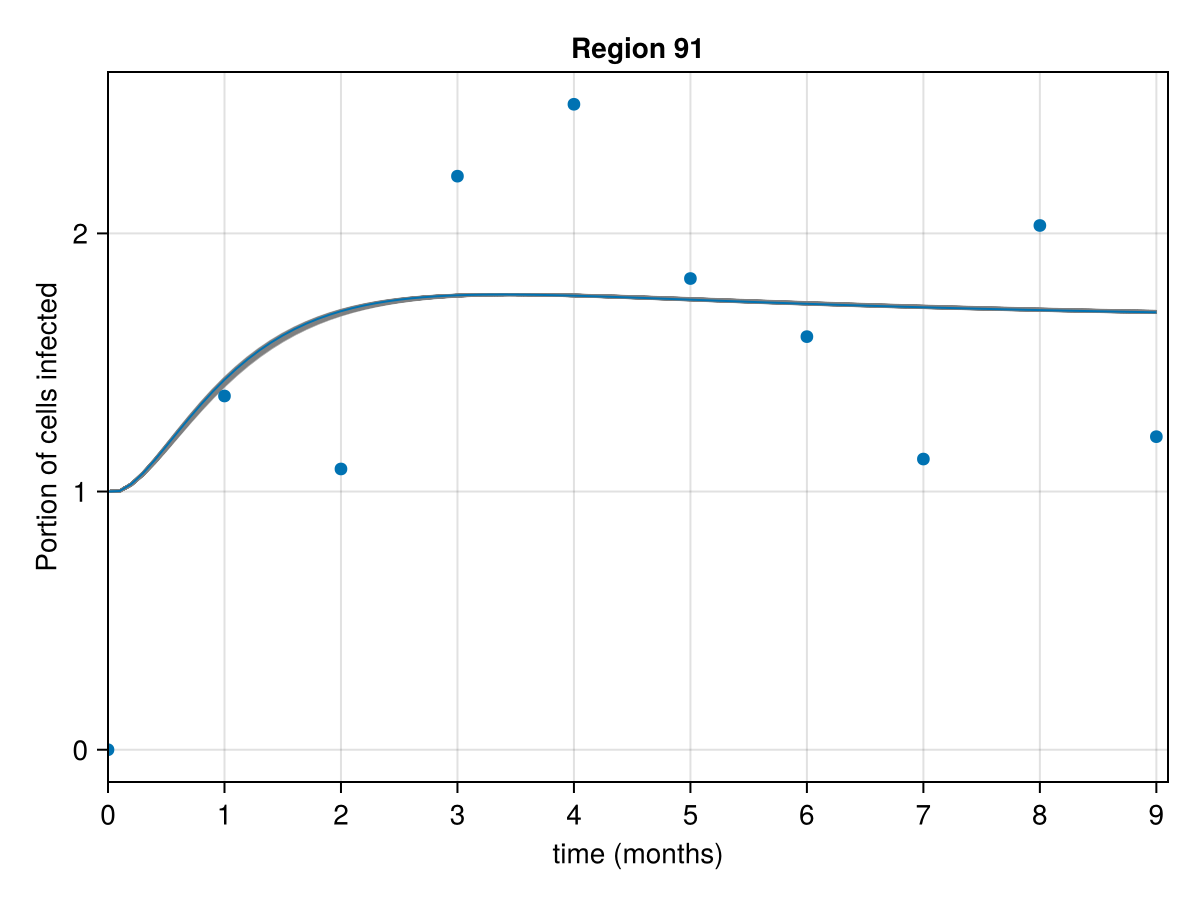 Region 91
Portion of cells infected
2
1
0
0 1 2 3 4 5 6 7 8 9
time (months)